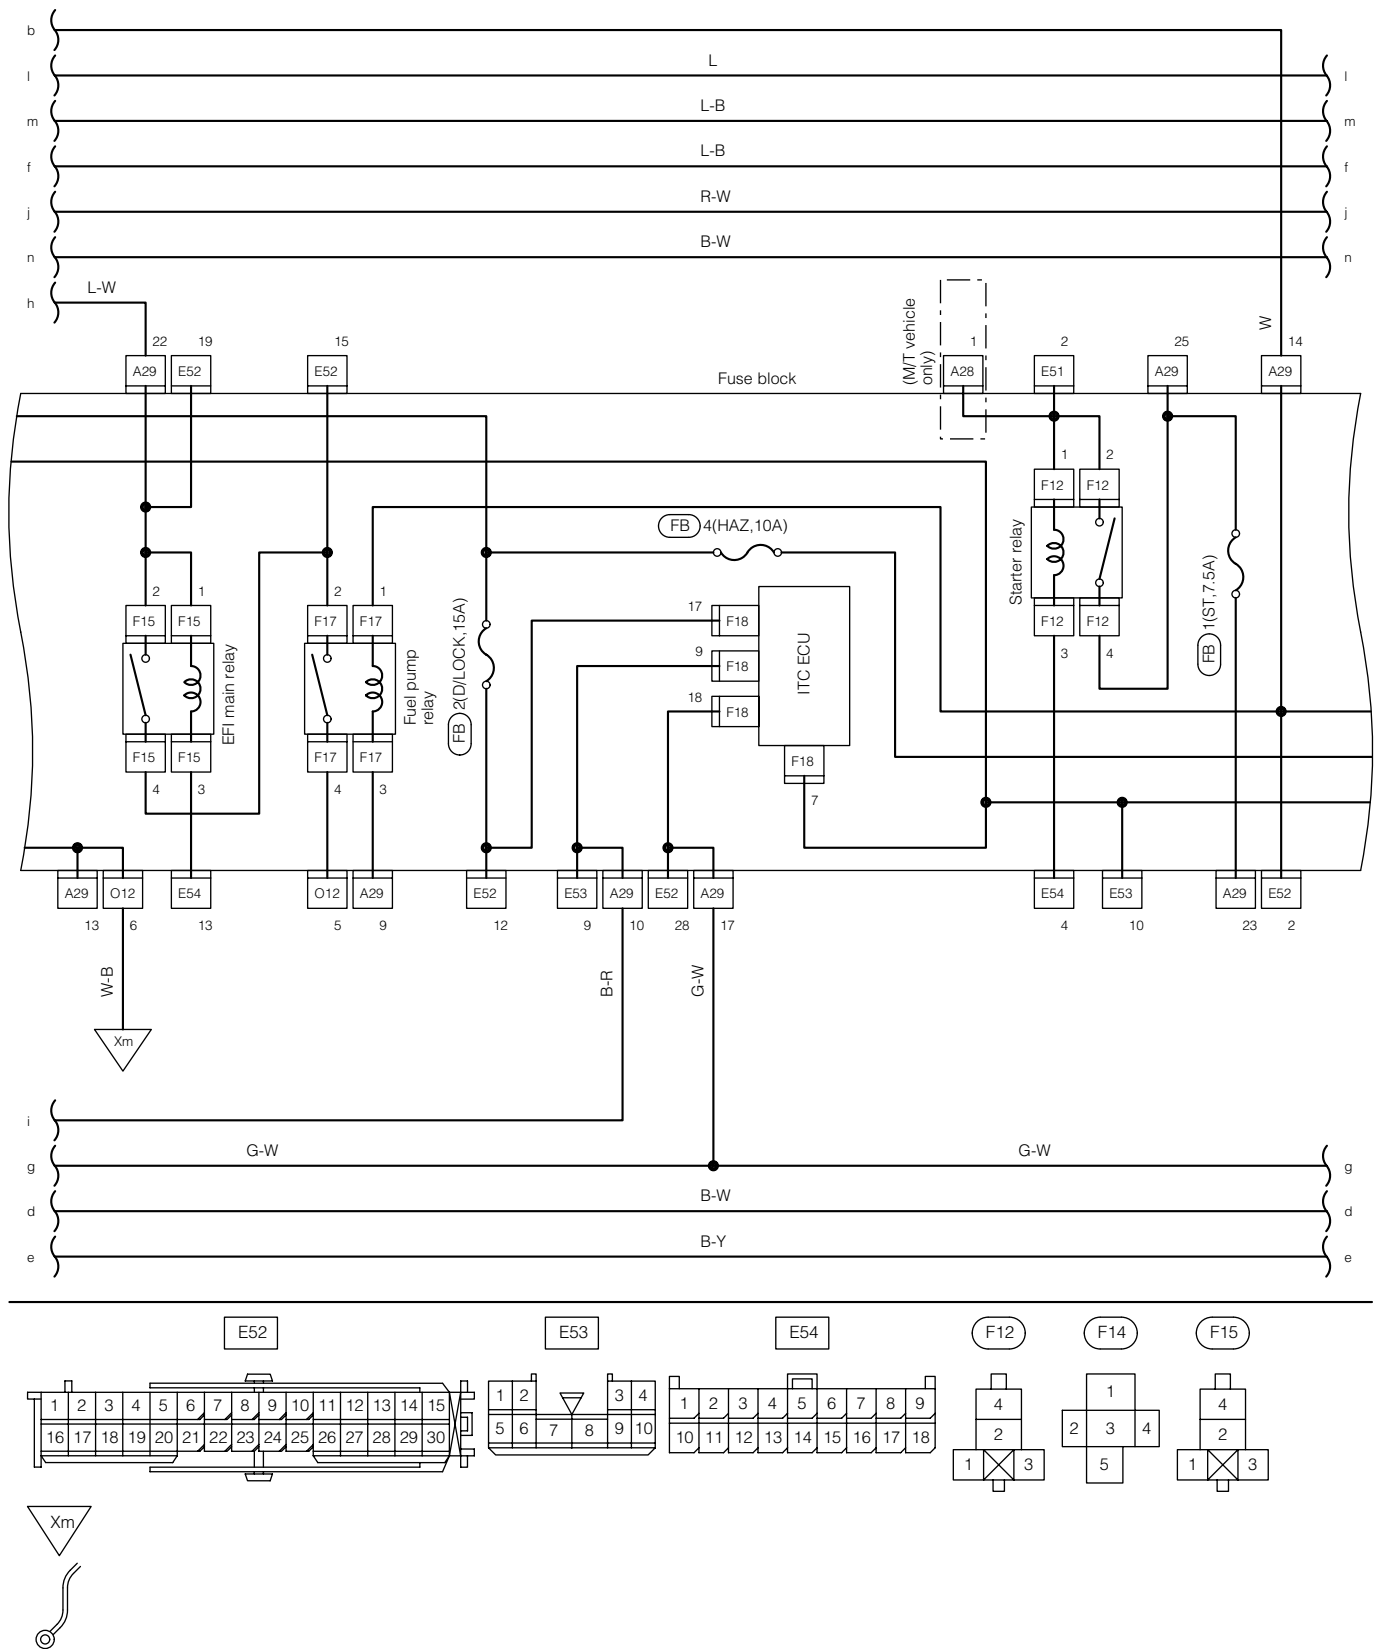 b
l L l
m L-B m
f L-B f
j R-W j
n B-W n
h L-W
W
(M/T vehicle
only)
22 19 15 1 2 25 14
A29 E52 E52 A28 E51 A29 A29
Fuse block
1 2
F12 F12
Starter relay
F12 F12
3 4
FB 4(HAZ,10A)
FB 1(ST,7.5A)
2 1 2 1
F15 F15 F17 F17
EFI main relay
Fuel pump
relay
F15 F15 F17 F17
4 3 4 3
FB 2(D/LOCK,15A)
17 F18
9 F18
18 F18
ITC ECU
F18
7
A29 O12 E54 O12 A29 E52 E53 A29 E52 A29 E54 E53 A29 E52
13 6 13 5 9 12 9 10 28 17 4 10 23 2
W-B
B-R
G-W
Xm
i
g G-W G-W g
d B-W d
e B-Y e
E52 E53 E54 F12 F14 F15
1 2 3 4 5 6 7 8 9 10 11 12 13 14 15
16 17 18 19 20 21 22 23 24 25 26 27 28 29 30
1 2 3 4
5 6 7 8 9 10
1 2 3 4 5 6 7 8 9
10 11 12 13 14 15 16 17 18
4
2
1 3
1
2 3 4
5
4
2
1 3
Xm